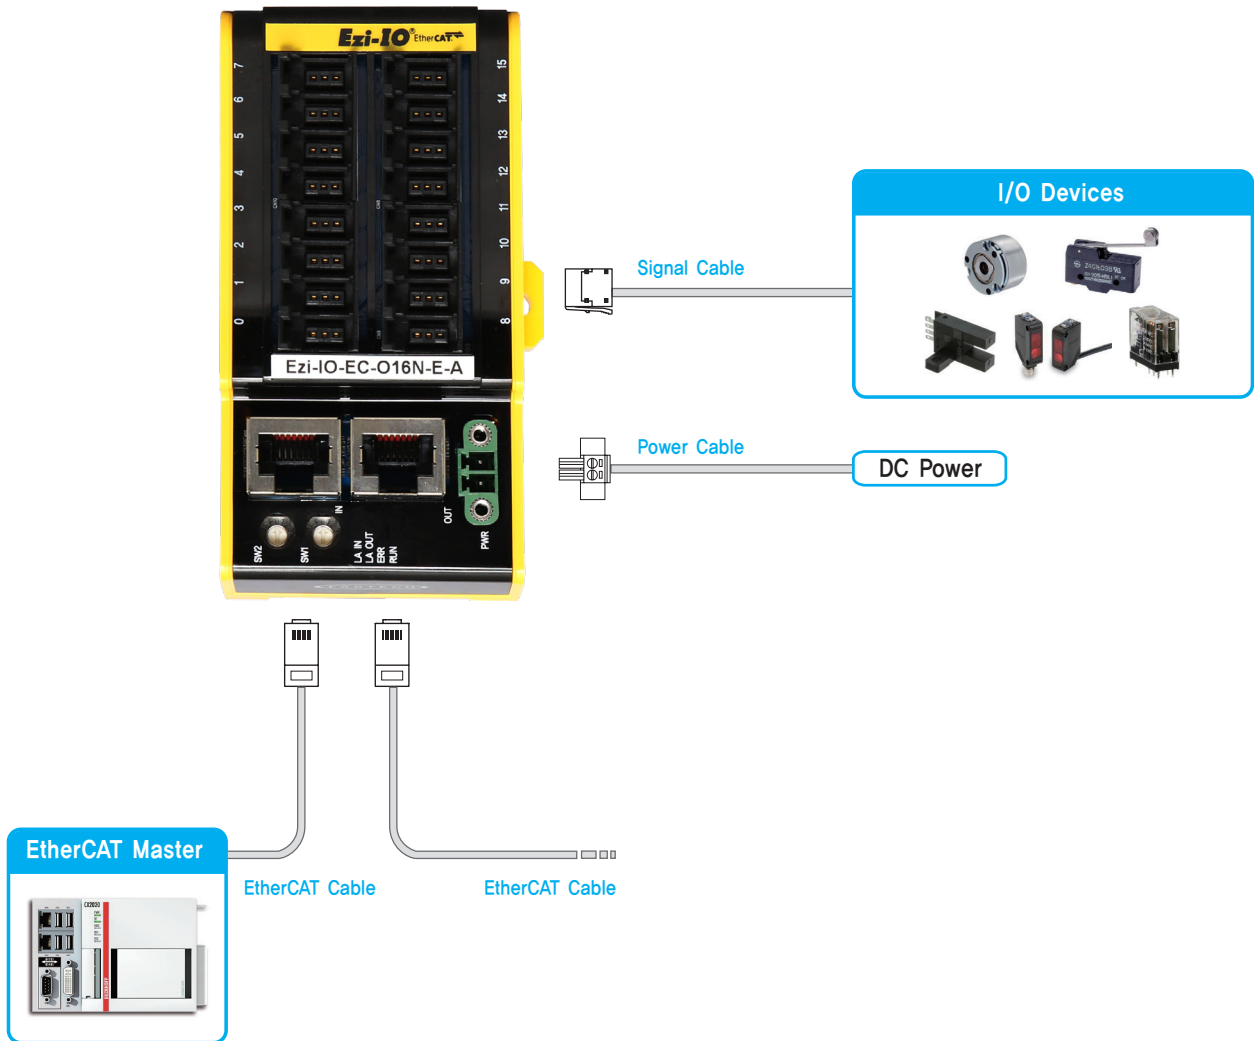 Ezi-IO® EtherCAT
7
15
6
14
5
13
4
12
3
11
2
10
1
9
0
8
Ezi-IO-EC-O16N-E-A
IN
OUT
SW2
SW1
LA IN
LA OUT
ERR
RUN
PWR
I/O Devices
Signal Cable
Power Cable
DC Power
EtherCAT Master
EtherCAT Cable
EtherCAT Cable
CX2020